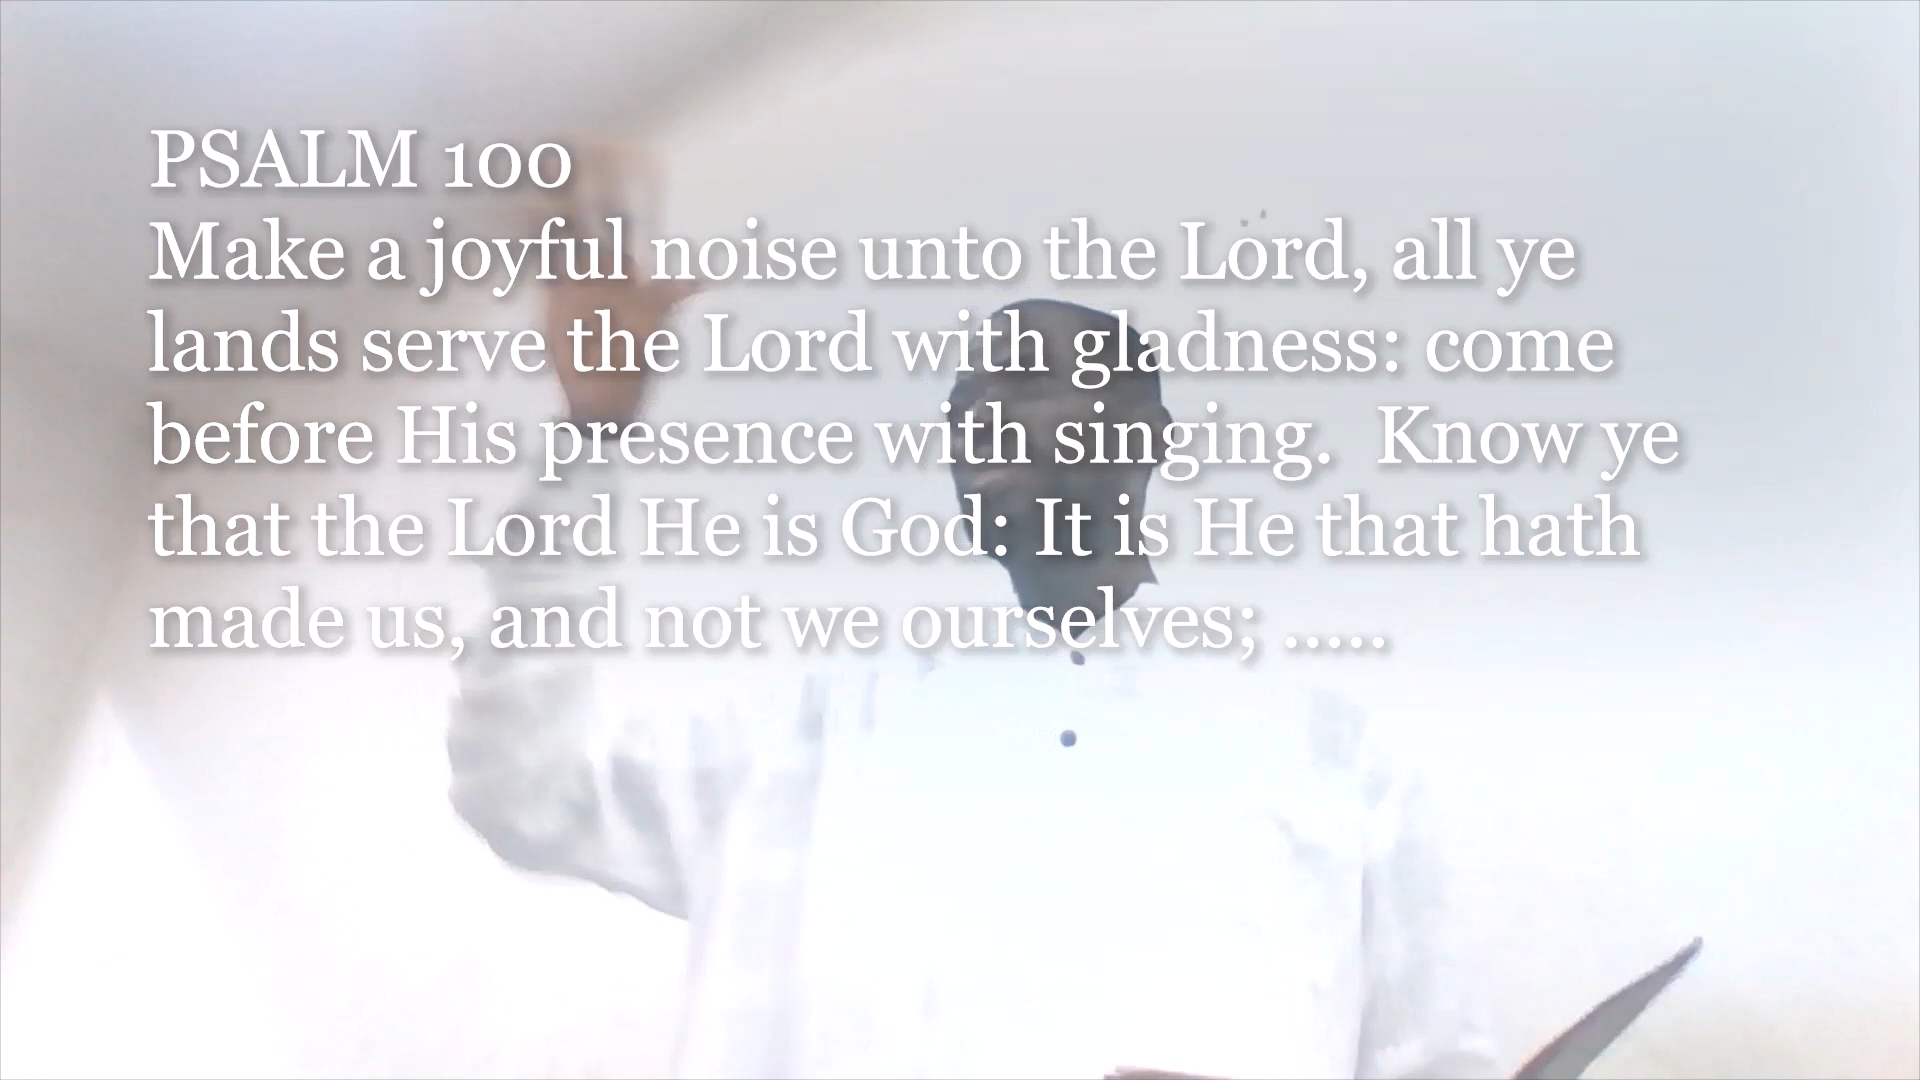 PSALM 100
Make a joyful noise unto the Lord, all ye
lands serve the Lord with gladness: come
before His presence with singing.  Know ye
that the Lord He is God: It is He that hath
made us, and not we ourselves; .....